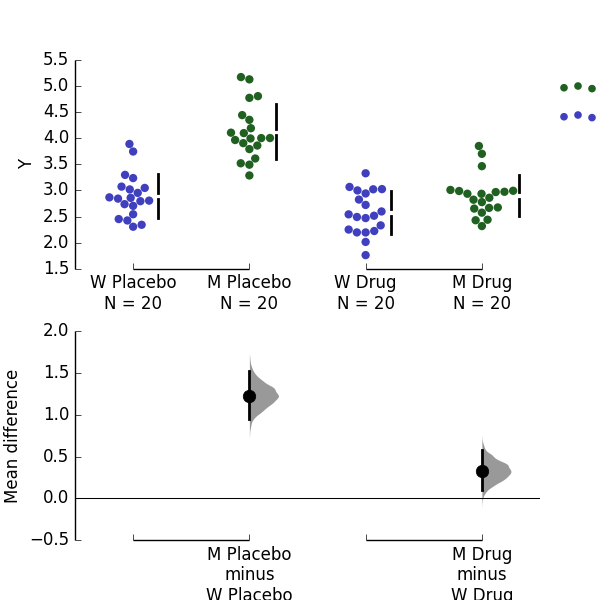 5.5
5.0
4.5
4.0
3.5
3.0
2.5
2.0
1.5
Y
W Placebo
N = 20
M Placebo
N = 20
W Drug
N = 20
M Drug
N = 20
2.0
1.5
1.0
0.5
0.0
−0.5
Mean difference
M Placebo
minus
W Placebo
M Drug
minus
W Drug